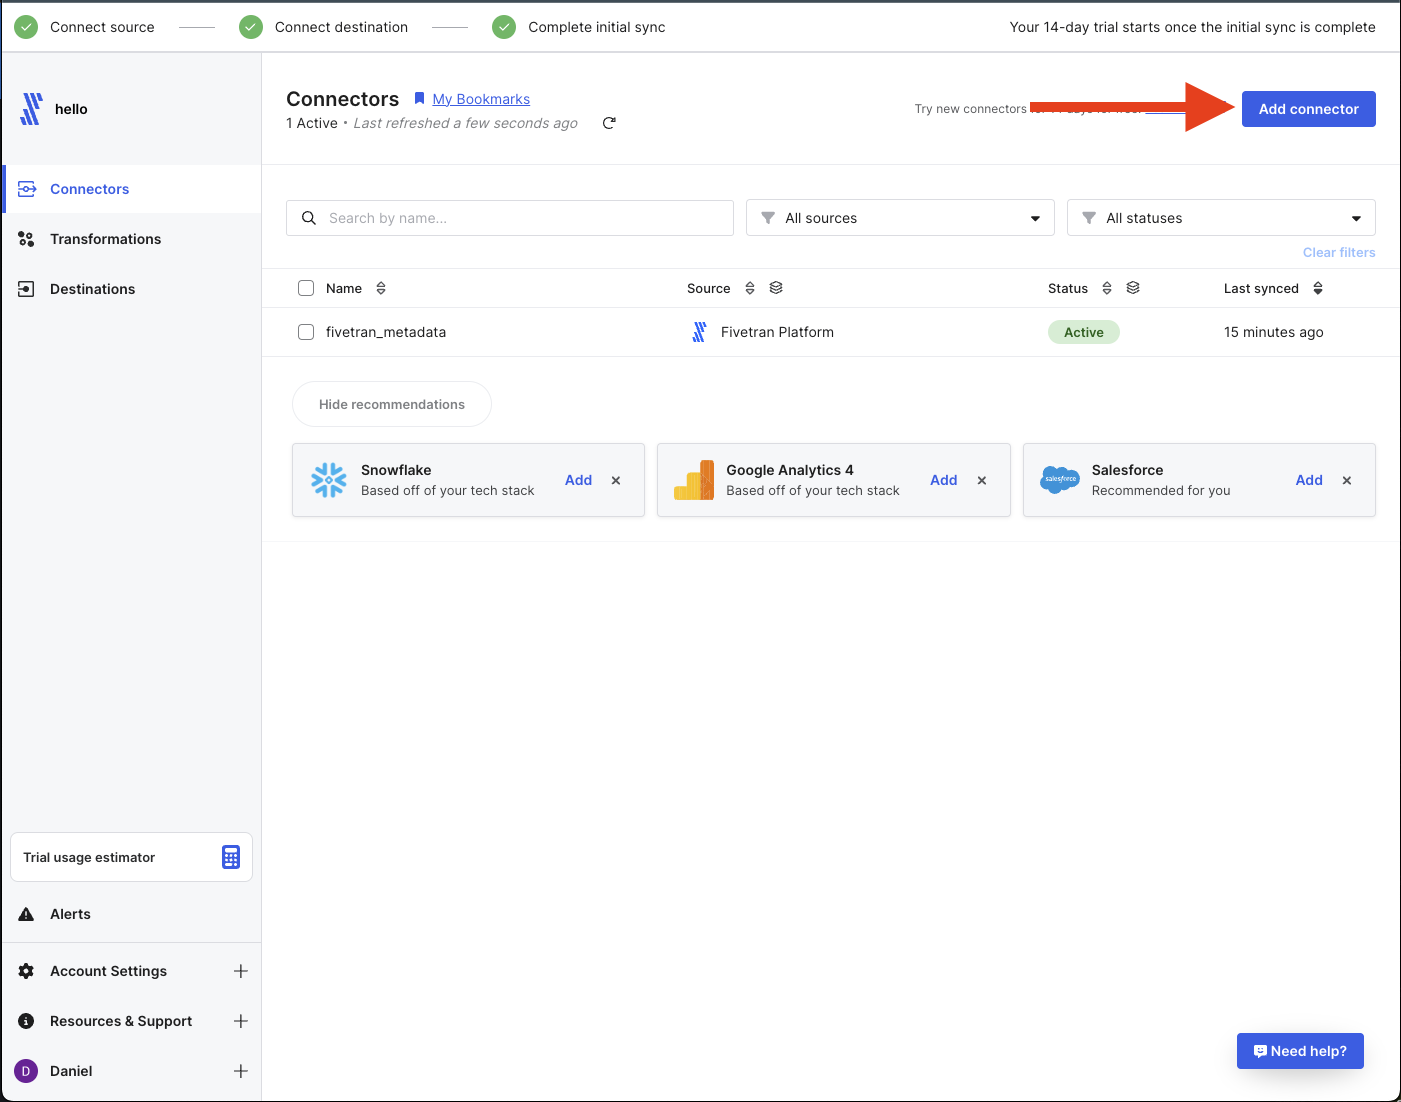 Connect source
Connect destination
Complete initial sync
Your 14-day trial starts once the initial sync is complete
hello
Connectors
My Bookmarks
1 Active • Last refreshed a few seconds ago
Try new connectors
Add connector
Connectors
Transformations
Destinations
Search by name...
All sources
All statuses
Clear filters
Name
Source
Status
Last synced
fivetran_metadata
Fivetran Platform
Active
15 minutes ago
Hide recommendations
Snowflake
Based off of your tech stack
Add
Google Analytics 4
Based off of your tech stack
Add
salesforce
Salesforce
Recommended for you
Add
Trial usage estimator
Alerts
Account Settings
Resources & Support
D
Daniel
Need help?